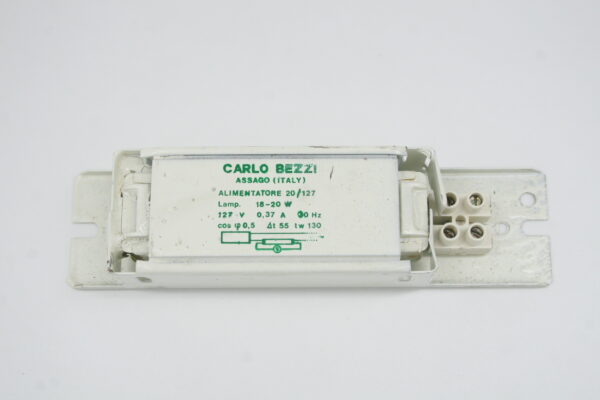 CARLO BEZZI
ASSAGO (ITALY)
ALIMENTATORE 20/127
Lamp. 18-20 W
127 V 0,37 A 60 Hz
cos φ 0,5 Δt 55 tw 130